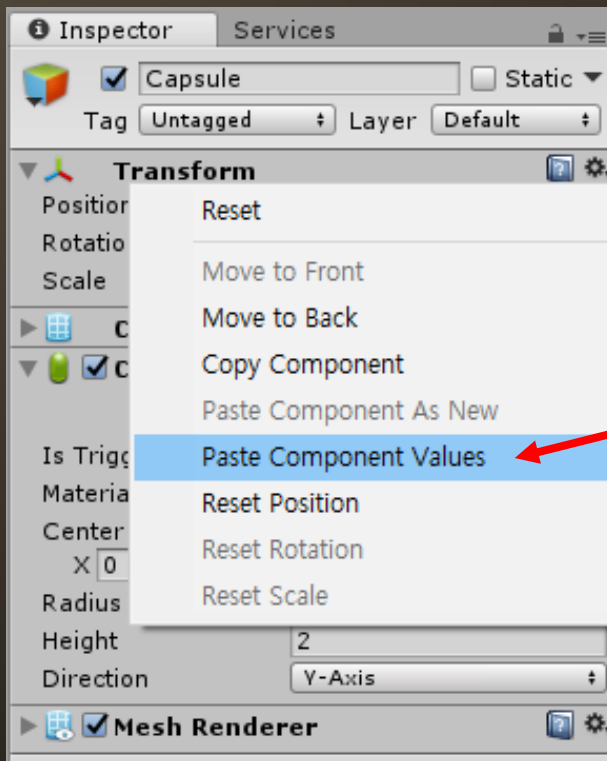 Inspector Services
Capsule Static
Tag Untagged Layer Default
Transform
Position
Rotatio
Scale
Reset
Move to Front
Move to Back
Copy Component
Paste Component As New
Paste Component Values
Reset Position
Reset Rotation
Reset Scale
C
C
Is Trigg
Materia
Center
X 0
Radius
Height 2
Direction Y-Axis
Mesh Renderer